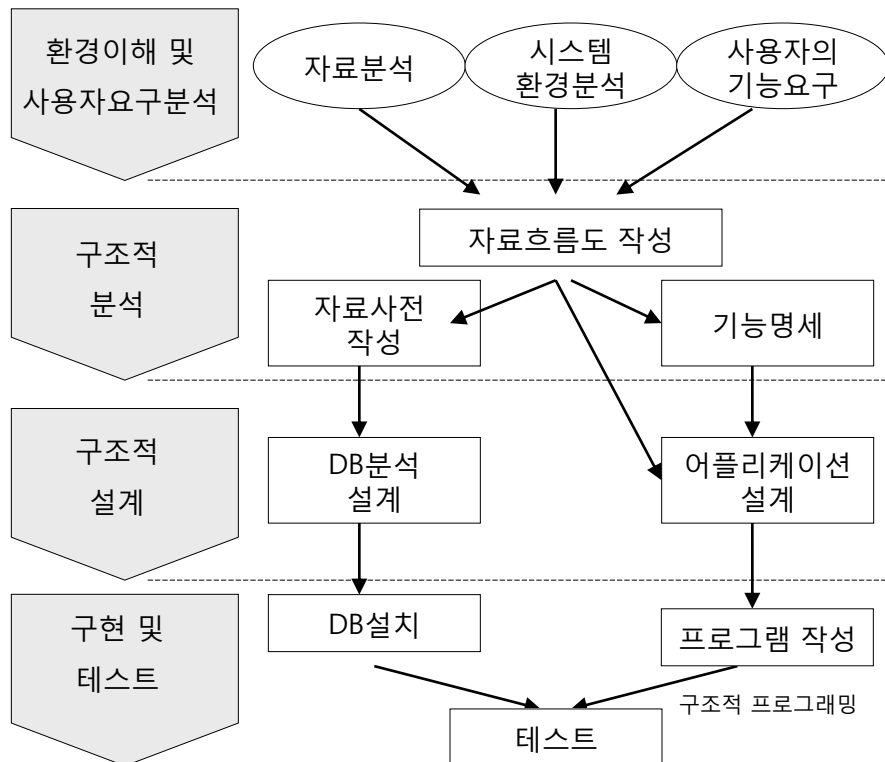 환경이해 및
사용자요구분석
자료분석
시스템
환경분석
사용자의
기능요구
구조적
분석
자료흐름도 작성
자료사전
작성
기능명세
구조적
설계
DB분석
설계
어플리케이션
설계
구현 및
테스트
DB설치
프로그램 작성
구조적 프로그래밍
테스트